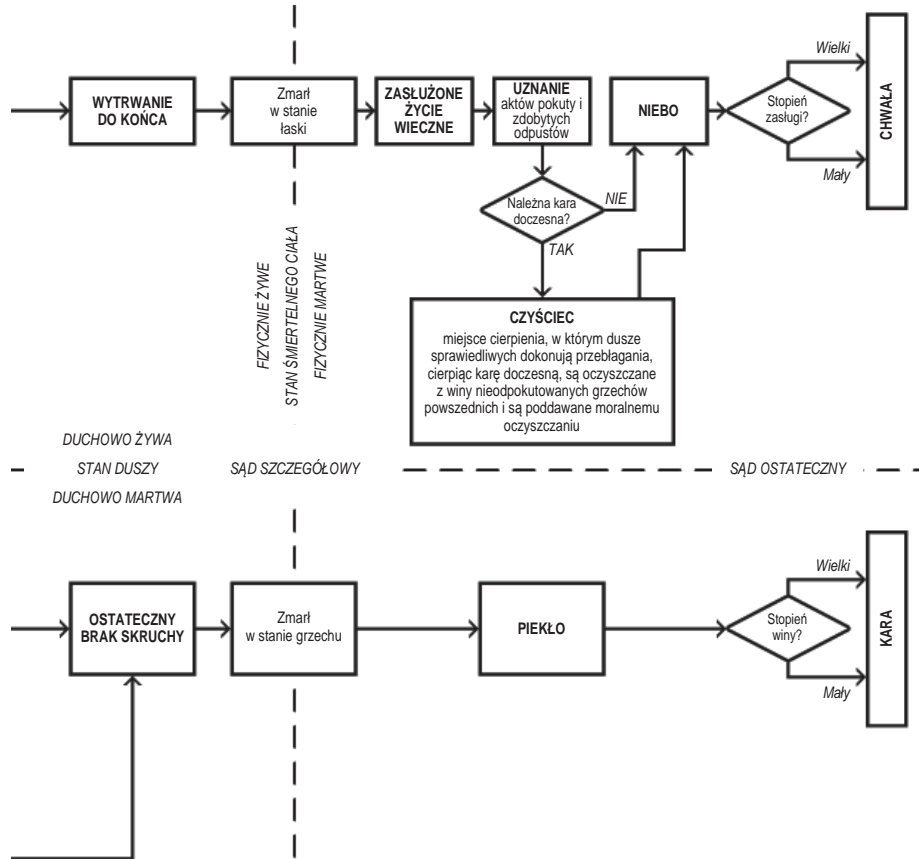 WYTRWANIE
DO KOŃCA
Zmarł
w stanie
łaski
ZASŁUŻONE
ŻYCIE
WIECZNE
UZNANIE
aktów pokuty i
zdobytych
odpustów
NIEBO
Stopień
zasługi?
Wielki
Mały
CHWAŁA
Należna kara
doczesna?
NIE
TAK
FIZYCZNIE ŻYWE
STAN ŚMIERTELNEGO CIAŁA
FIZYCZNIE MARTWE
CZYŚCIEC
miejsce cierpienia, w którym dusze
sprawiedliwych dokonują przebłagania,
cierpiąc karę doczesną, są oczyszczane
z winy nieodpokutowanych grzechów
powszednich i są poddawane moralnemu
oczyszczaniu
DUCHOWO ŻYWA
STAN DUSZY
DUCHOWO MARTWA
SĄD SZCZEGÓŁOWY
SĄD OSTATECZNY
OSTATECZNY
BRAK SKRUCHY
Zmarł
w stanie grzechu
PIEKŁO
Stopień
winy?
Wielki
Mały
KARA